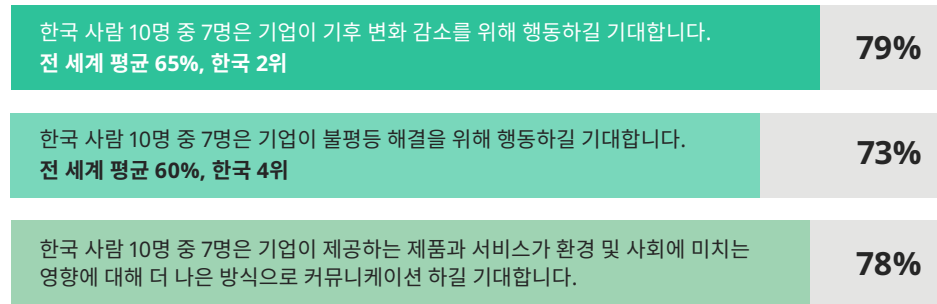 한국 사람 10명 중 7명은 기업이 기후 변화 감소를 위해 행동하길 기대합니다.
전 세계 평균 65%, 한국 2위
79%
한국 사람 10명 중 7명은 기업이 불평등 해결을 위해 행동하길 기대합니다.
전 세계 평균 60%, 한국 4위
73%
한국 사람 10명 중 7명은 기업이 제공하는 제품과 서비스가 환경 및 사회에 미치는
영향에 대해 더 나은 방식으로 커뮤니케이션 하길 기대합니다.
78%